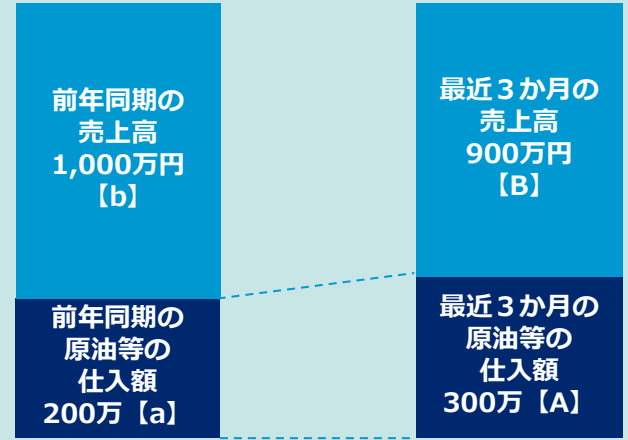 前年同期の
売上高
1,000万円
【b】
前年同期の
原油等の
仕入額
200万【a】
最近３か月の
売上高
900万円
【B】
最近３か月の
原油等の
仕入額
300万【A】